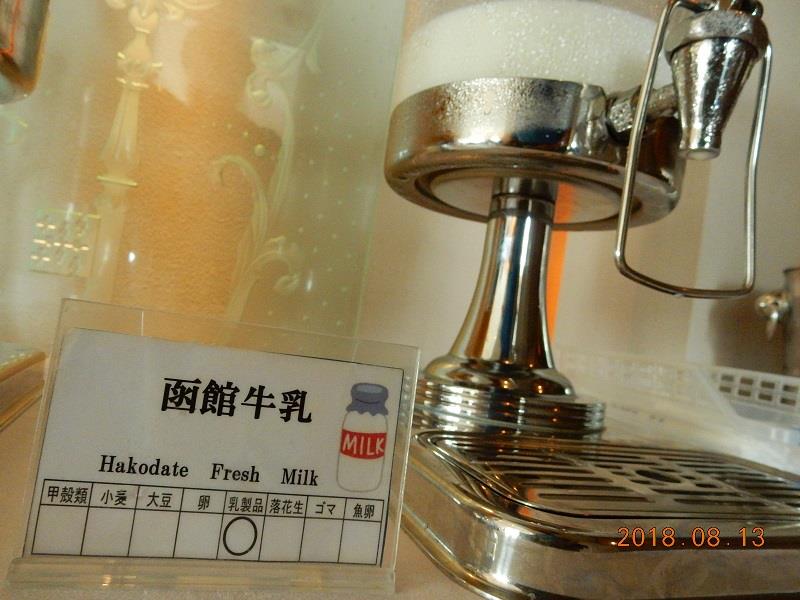 函館牛乳
MILK
Hakodate Fresh Milk
甲殻類 小麦 大豆 卵 乳製品 落花生 ゴマ 魚卵
2018.08.13